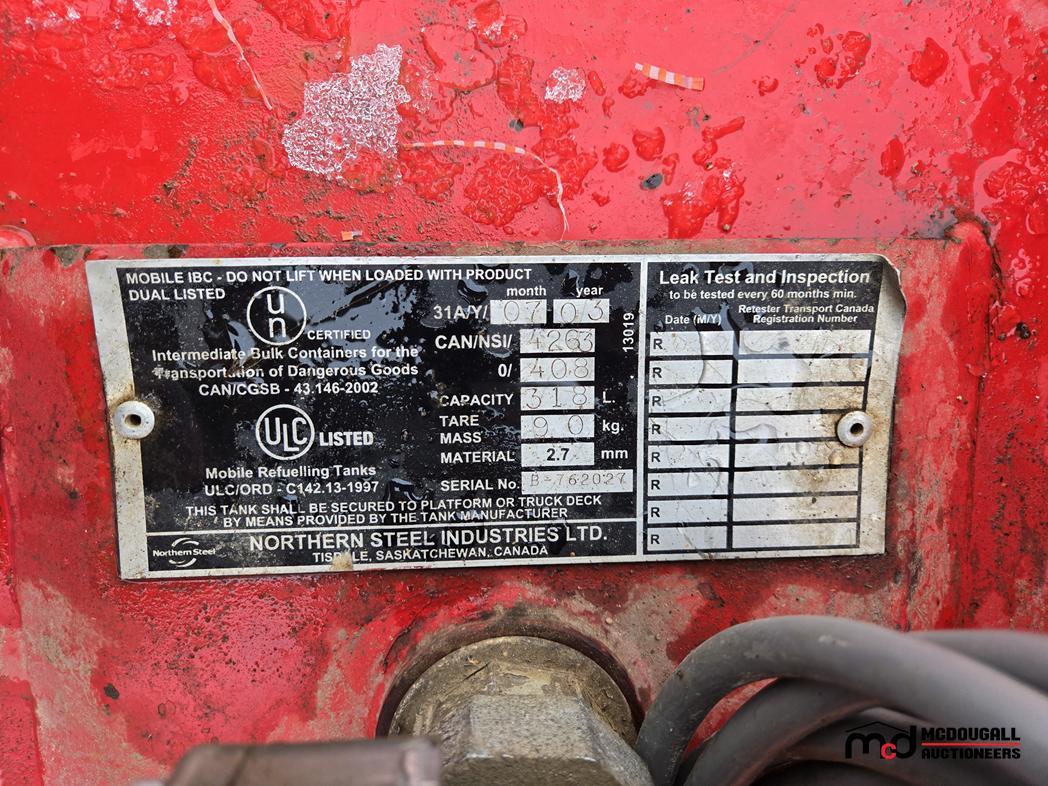 MOBILE IBC - DO NOT LIFT WHEN LOADED WITH PRODUCT
DUAL LISTED
un
CERTIFIED
Intermediate Bulk Containers for the
Transportation of Dangerous Goods
CAN/CGSB - 43.146-2002
ULC LISTED
Mobile Refuelling Tanks
ULC/ORD - C142.13-1997
month year
31A/Y/ 07 03
CAN/NSI/ 4263
0/ 408
CAPACITY 318 L.
TARE MASS 90 kg.
MATERIAL 2.7 mm
SERIAL No. B-762027
13019
THIS TANK SHALL BE SECURED TO PLATFORM OR TRUCK DECK
BY MEANS PROVIDED BY THE TANK MANUFACTURER
Northern Steel
NORTHERN STEEL INDUSTRIES LTD.
TISDALE, SASKATCHEWAN, CANADA
Leak Test and Inspection
to be tested every 60 months min.
Date (M/Y)
Retester Transport Canada
Registration Number
R
R
R
R
R
R
R
R
mcd MCDOUGALL
AUCTIONEERS